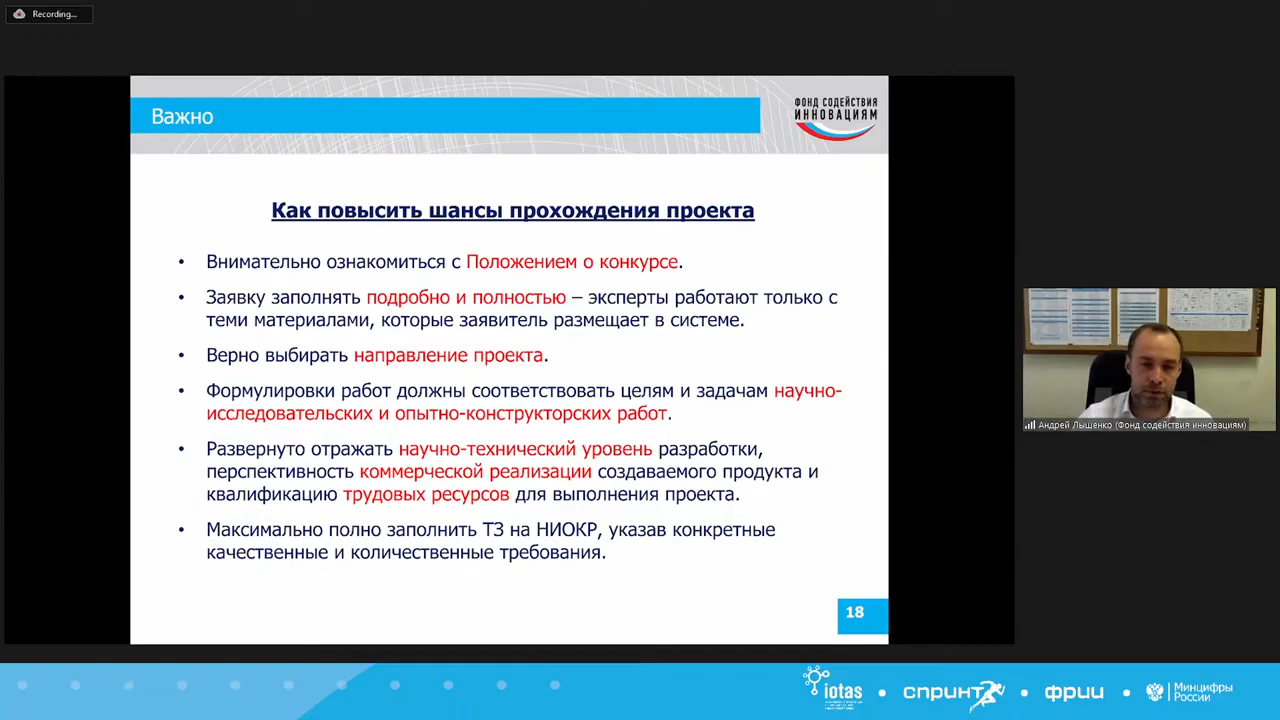 Recording...
Важно
ФОНД СОДЕЙСТВИЯ
ИННОВАЦИЯМ
Как повысить шансы прохождения проекта
• Внимательно ознакомиться с Положением о конкурсе.
• Заявку заполнять подробно и полностью – эксперты работают только с
теми материалами, которые заявитель размещает в системе.
• Верно выбирать направление проекта.
• Формулировки работ должны соответствовать целям и задачам научно-
исследовательских и опытно-конструкторских работ.
• Развернуто отражать научно-технический уровень разработки,
перспективность коммерческой реализации создаваемого продукта и
квалификацию трудовых ресурсов для выполнения проекта.
• Максимально полно заполнить ТЗ на НИОКР, указав конкретные
качественные и количественные требования.
18
Андрей Лышенко (Фонд содействия инновациям)
iotas
спринт
фрии
Минцифры
России